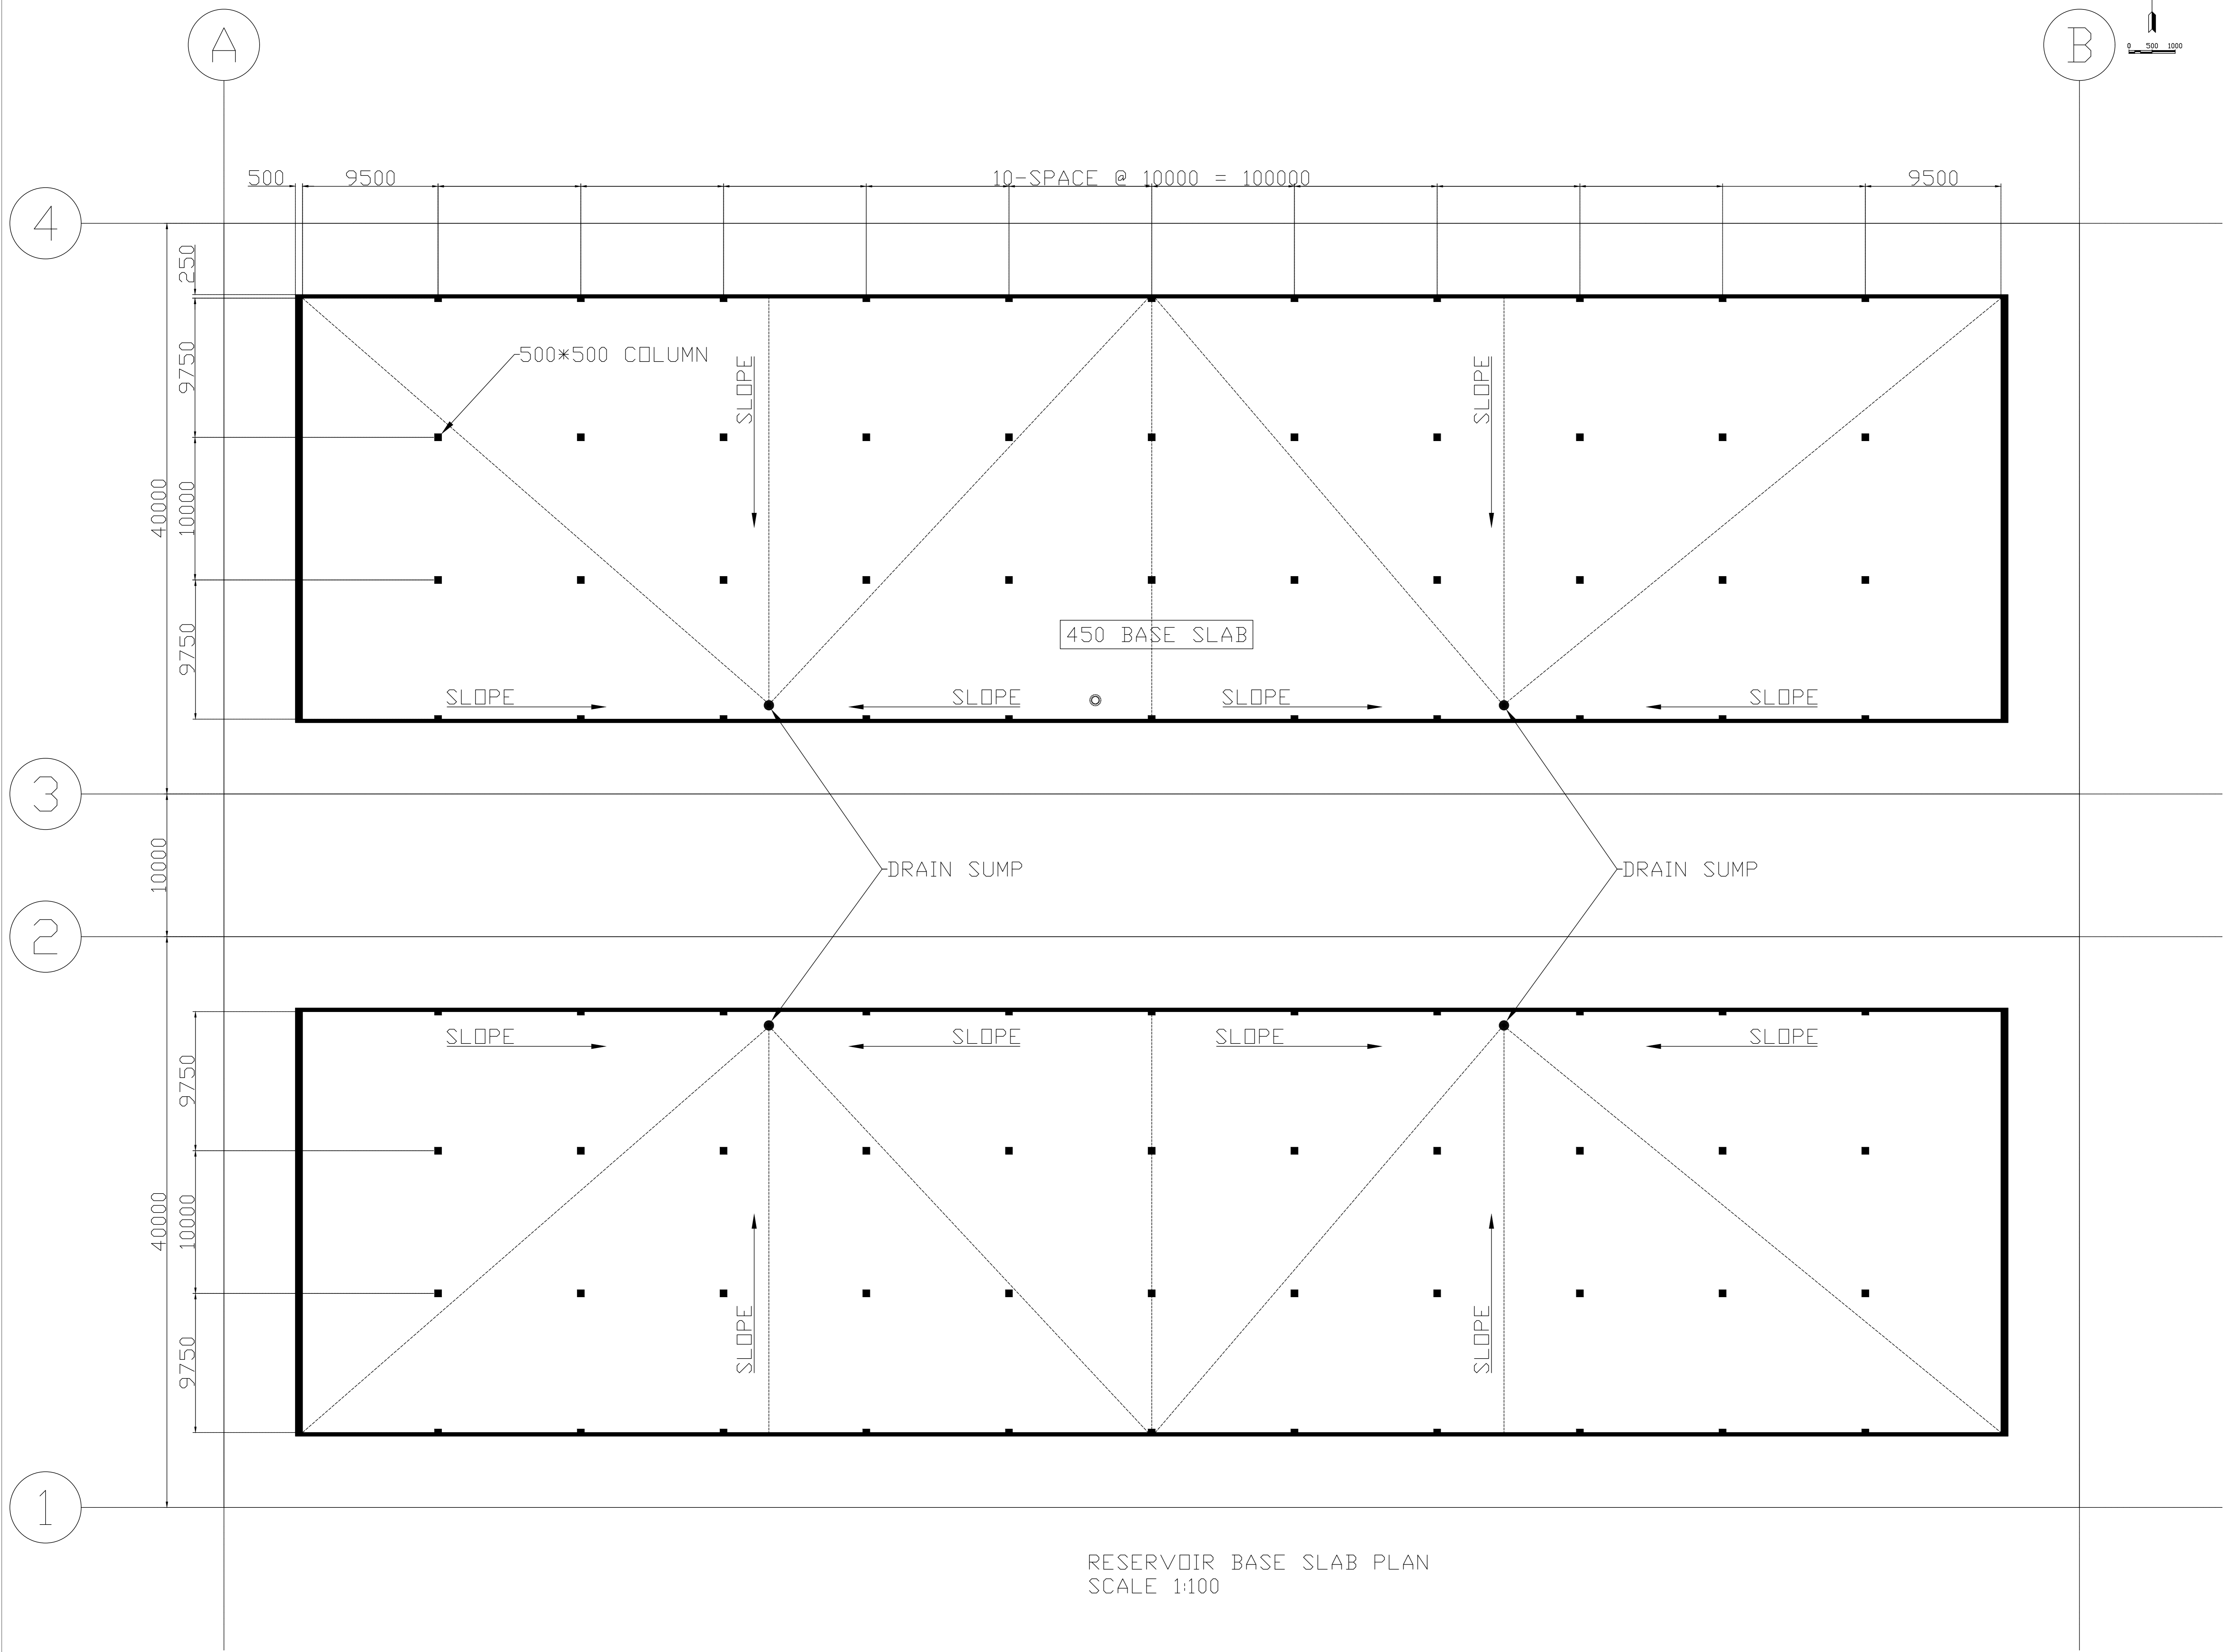 A
B
0 500 1000
500
9500
10-SPACE @ 10000 = 100000
9500
4
250
9750
500*500 COLUMN
SLOPE
SLOPE
40000
10000
450 BASE SLAB
9750
SLOPE
SLOPE
SLOPE
SLOPE
3
10000
DRAIN SUMP
DRAIN SUMP
2
SLOPE
SLOPE
SLOPE
SLOPE
9750
40000
10000
SLOPE
SLOPE
9750
1
RESERVOIR BASE SLAB PLAN
SCALE 1:100